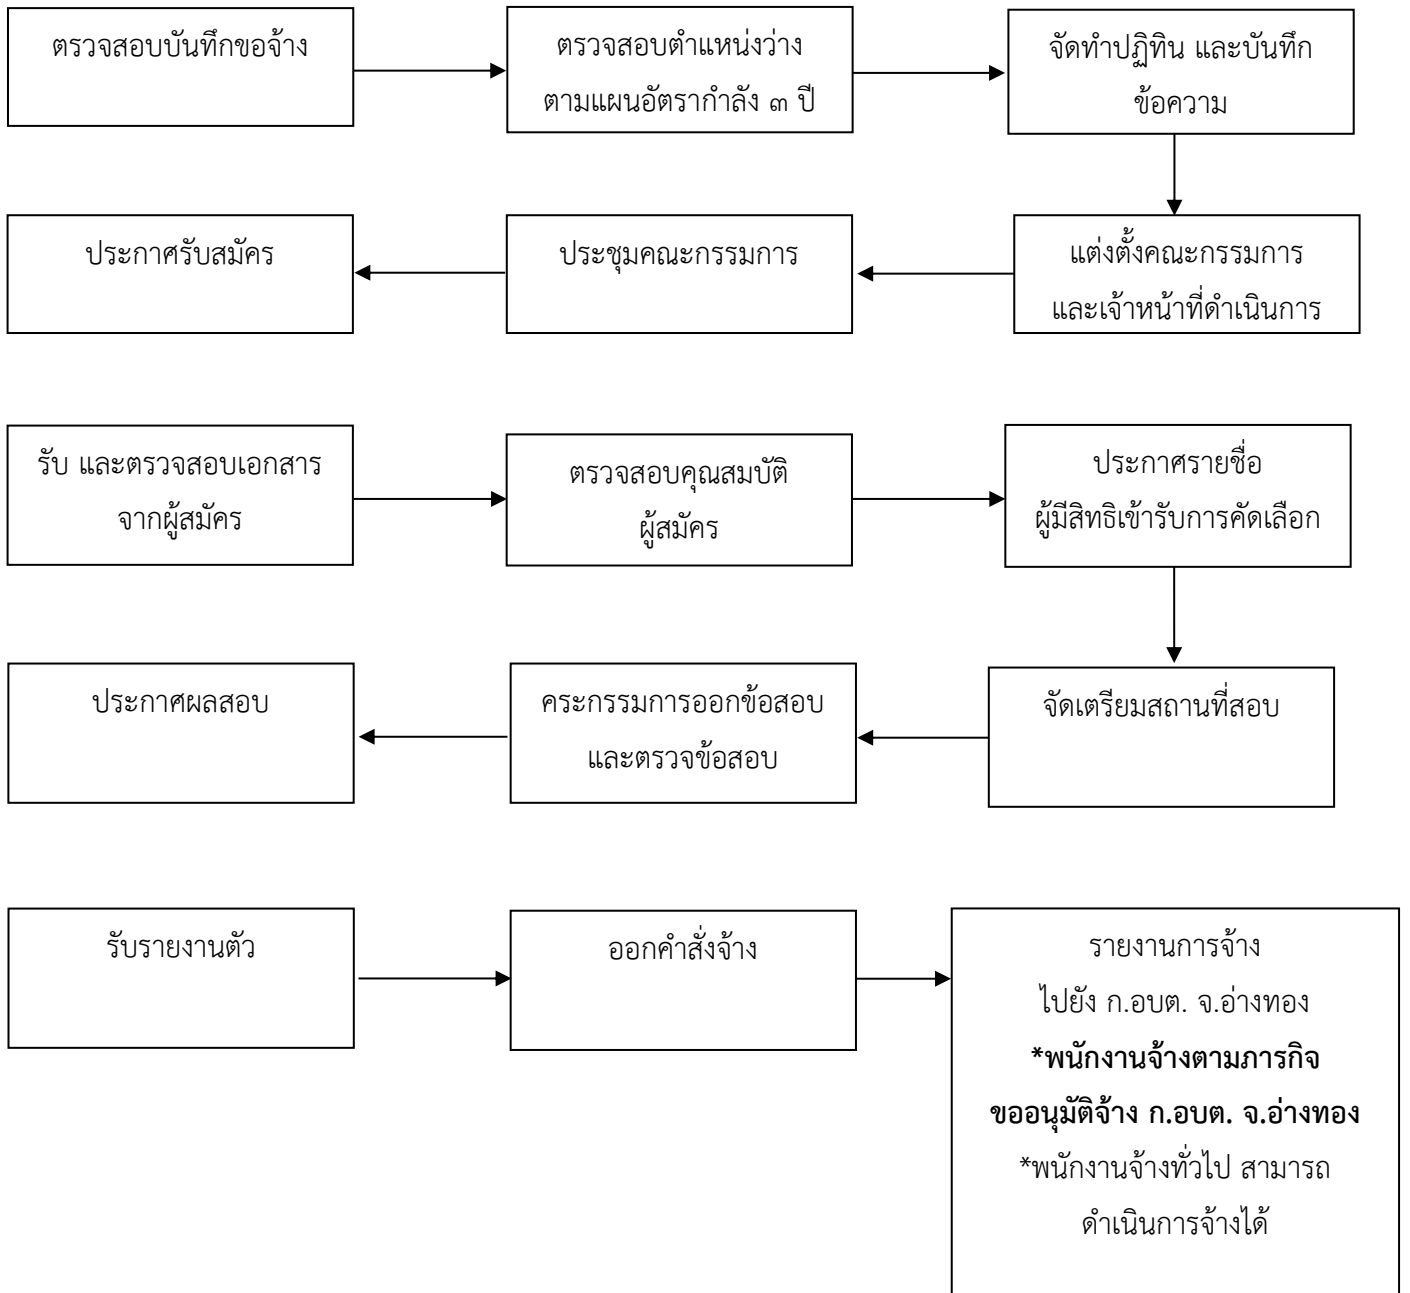 ตรวจสอบบันทึกขอจ้าง
ตรวจสอบตำแหน่งว่าง
ตามแผนอัตรากำลัง ๓ ปี
จัดทำปฏิทิน และบันทึก
ข้อความ
แต่งตั้งคณะกรรมการ
และเจ้าหน้าที่ดำเนินการ
ประชุมคณะกรรมการ
ประกาศรับสมัคร
รับ และตรวจสอบเอกสาร
จากผู้สมัคร
ตรวจสอบคุณสมบัติ
ผู้สมัคร
ประกาศรายชื่อ
ผู้มีสิทธิเข้ารับการคัดเลือก
จัดเตรียมสถานที่สอบ
คระกรรมการออกข้อสอบ
และตรวจข้อสอบ
ประกาศผลสอบ
รับรายงานตัว
ออกคำสั่งจ้าง
รายงานการจ้าง
ไปยัง ก.อบต. จ.อ่างทอง
*พนักงานจ้างตามภารกิจ
ขออนุมัติจ้าง ก.อบต. จ.อ่างทอง
*พนักงานจ้างทั่วไป สามารถ
ดำเนินการจ้างได้